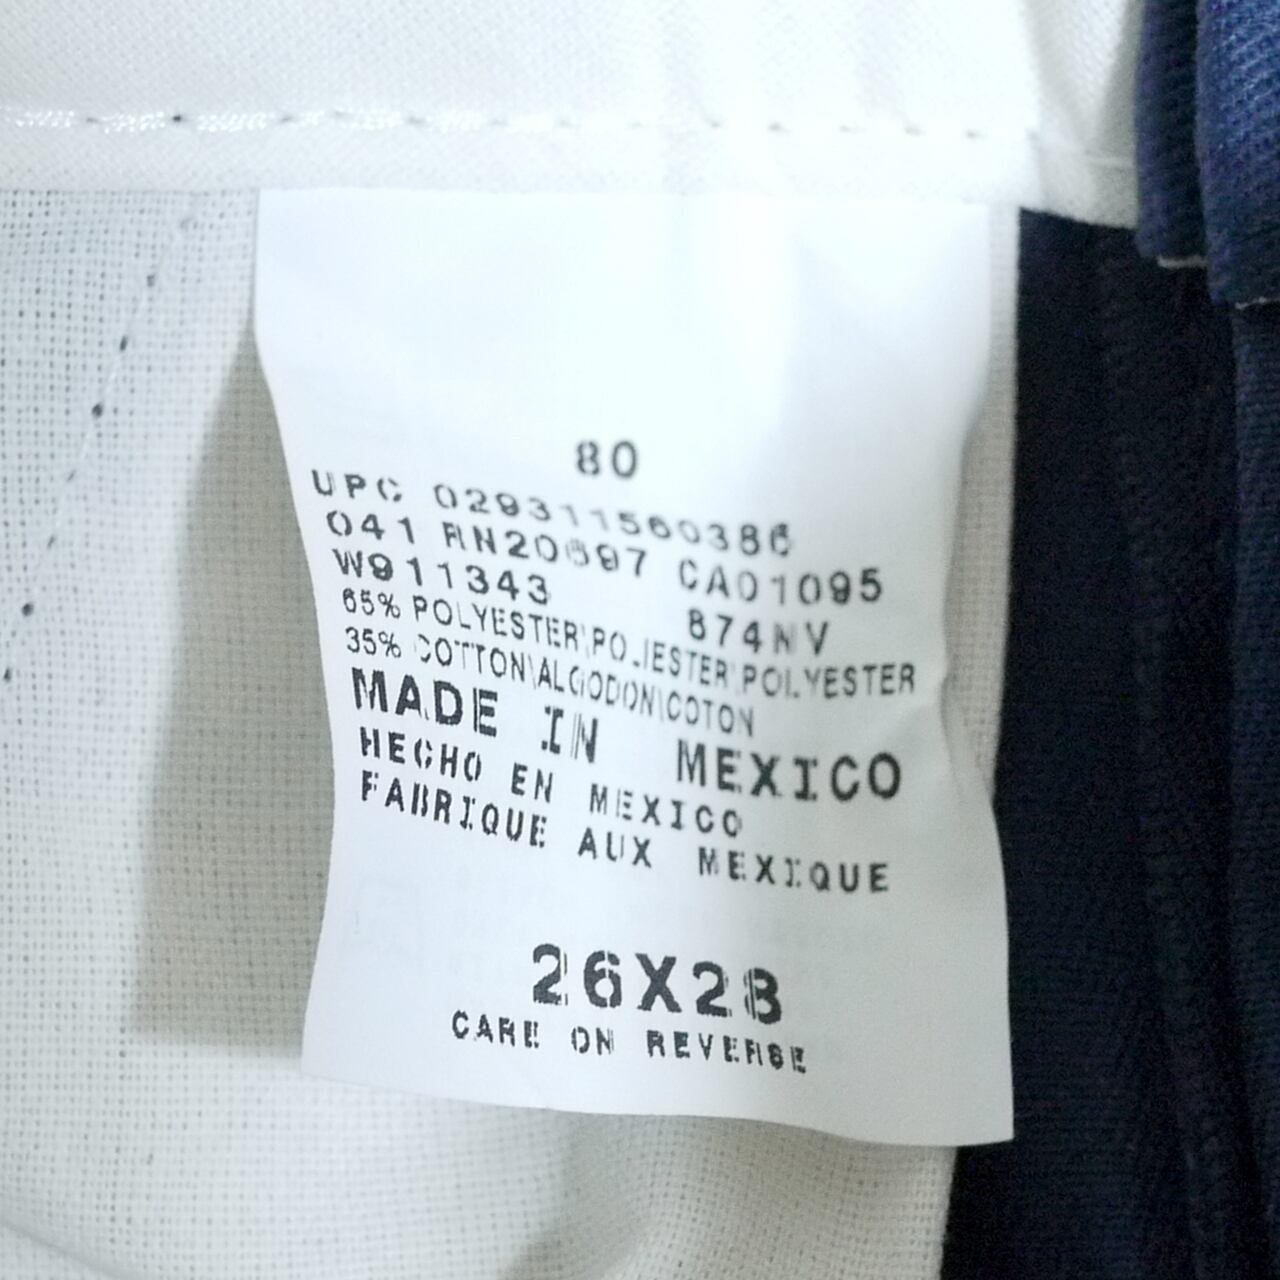 80
UPC 029311560386
041 RN20697 CA01095
W911343 874NV
65% POLYESTER\POLIESTER\POLYESTER
35% COTTON\ALGODON\COTON
MADE IN MEXICO
HECHO EN MEXICO
FABRIQUE AUX MEXIQUE
26X28
CARE ON REVERSE